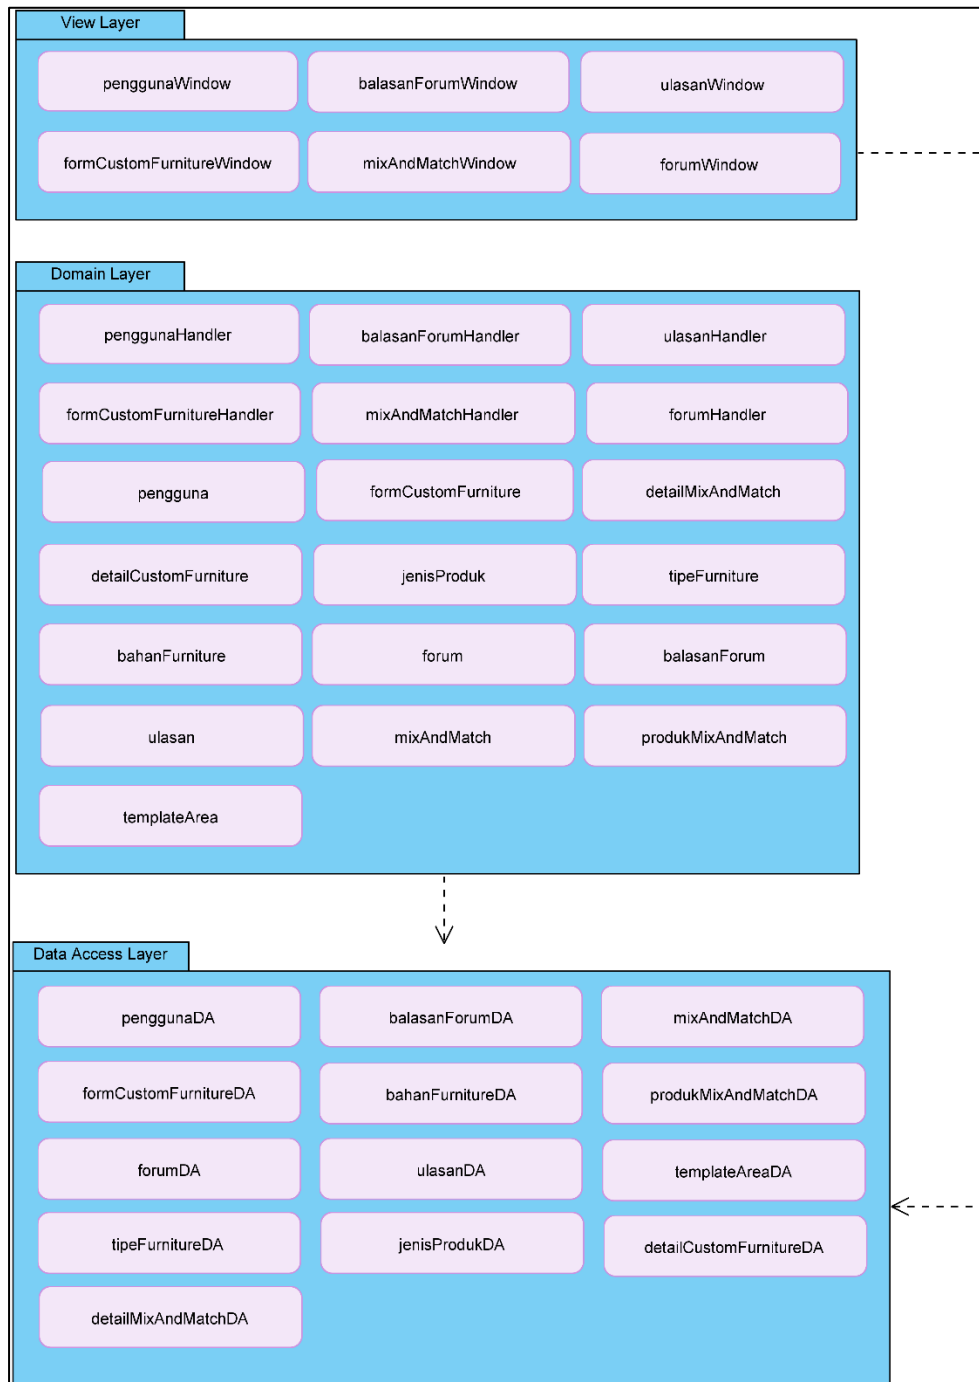 View Layer
penggunaWindow
balasanForumWindow
ulasanWindow
formCustomFurnitureWindow
mixAndMatchWindow
forumWindow
Domain Layer
penggunaHandler
balasanForumHandler
ulasanHandler
formCustomFurnitureHandler
mixAndMatchHandler
forumHandler
pengguna
formCustomFurniture
detailMixAndMatch
detailCustomFurniture
jenisProduk
tipeFurniture
bahanFurniture
forum
balasanForum
ulasan
mixAndMatch
produkMixAndMatch
templateArea
Data Access Layer
penggunaDA
balasanForumDA
mixAndMatchDA
formCustomFurnitureDA
bahanFurnitureDA
produkMixAndMatchDA
forumDA
ulasanDA
templateAreaDA
tipeFurnitureDA
jenisProdukDA
detailCustomFurnitureDA
detailMixAndMatchDA